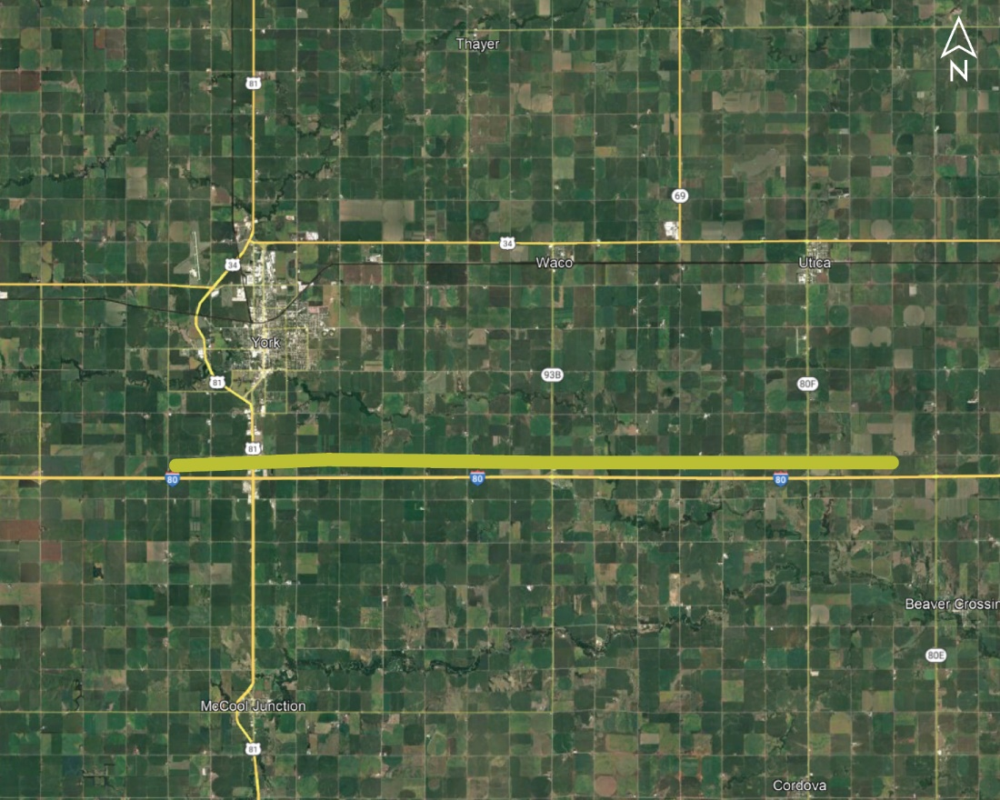 Thayer
N
81
69
34
34
Waco
Utica
York
93B
81
80F
81
80
80
80
Beaver Crossin
80E
McCool Junction
81
Cordova